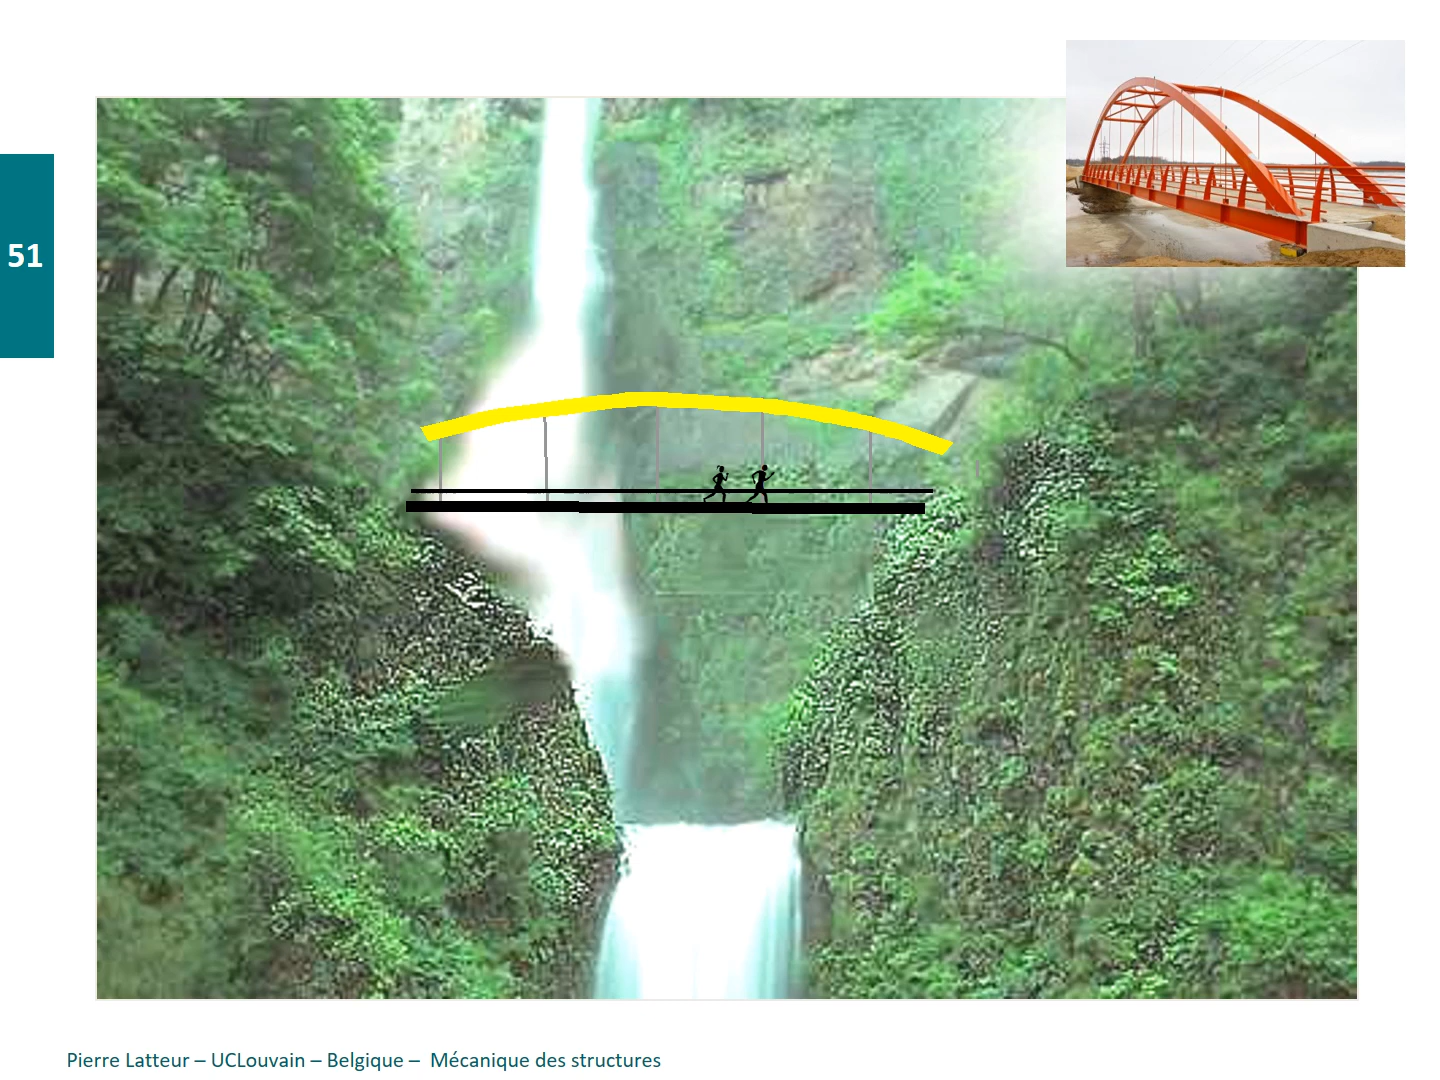 51
Pierre Latteur – UCLouvain – Belgique – Mécanique des structures